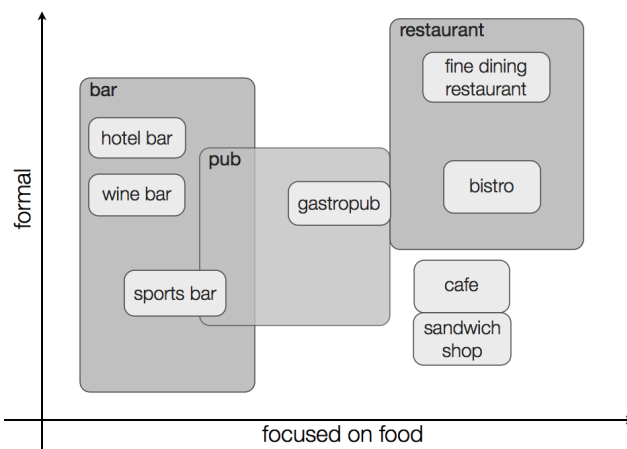 restaurant
fine dining
restaurant
bar
hotel bar
pub
wine bar
gastropub
bistro
sports bar
cafe
sandwich
shop
formal
focused on food